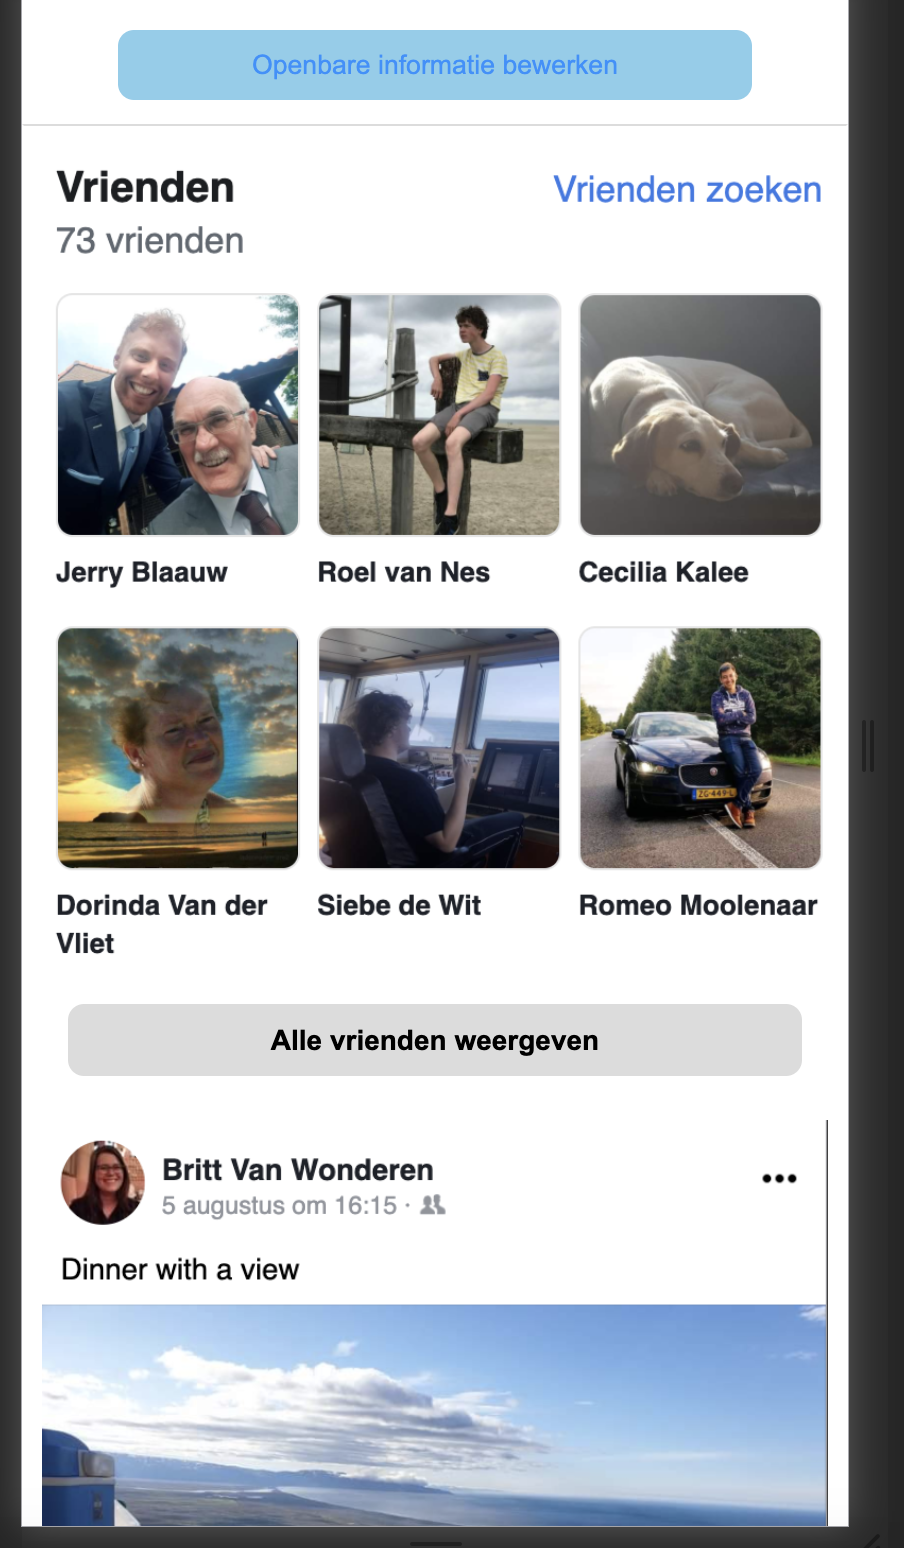 Openbare informatie bewerken
Vrienden
Vrienden zoeken
73 vrienden
Jerry Blaauw
Roel van Nes
Cecilia Kalee
ZG-449-L
Dorinda Van der
Vliet
Siebe de Wit
Romeo Moolenaar
Alle vrienden weergeven
Britt Van Wonderen
5 augustus om 16:15 ·
Dinner with a view